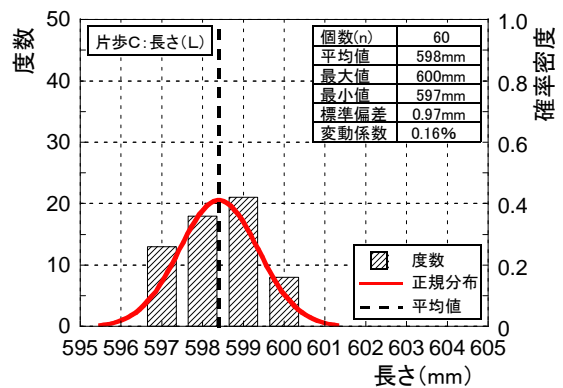 度数
50
40
30
20
10
0
片歩C:長さ(L)
個数(n) 60
平均値 598mm
最大値 600mm
最小値 597mm
標準偏差 0.97mm
変動係数 0.16%
1.0
0.8
0.6
0.4
0.2
0
確率密度
度数
正規分布
平均値
595 596 597 598 599 600 601 602 603 604 605
長さ(mm)